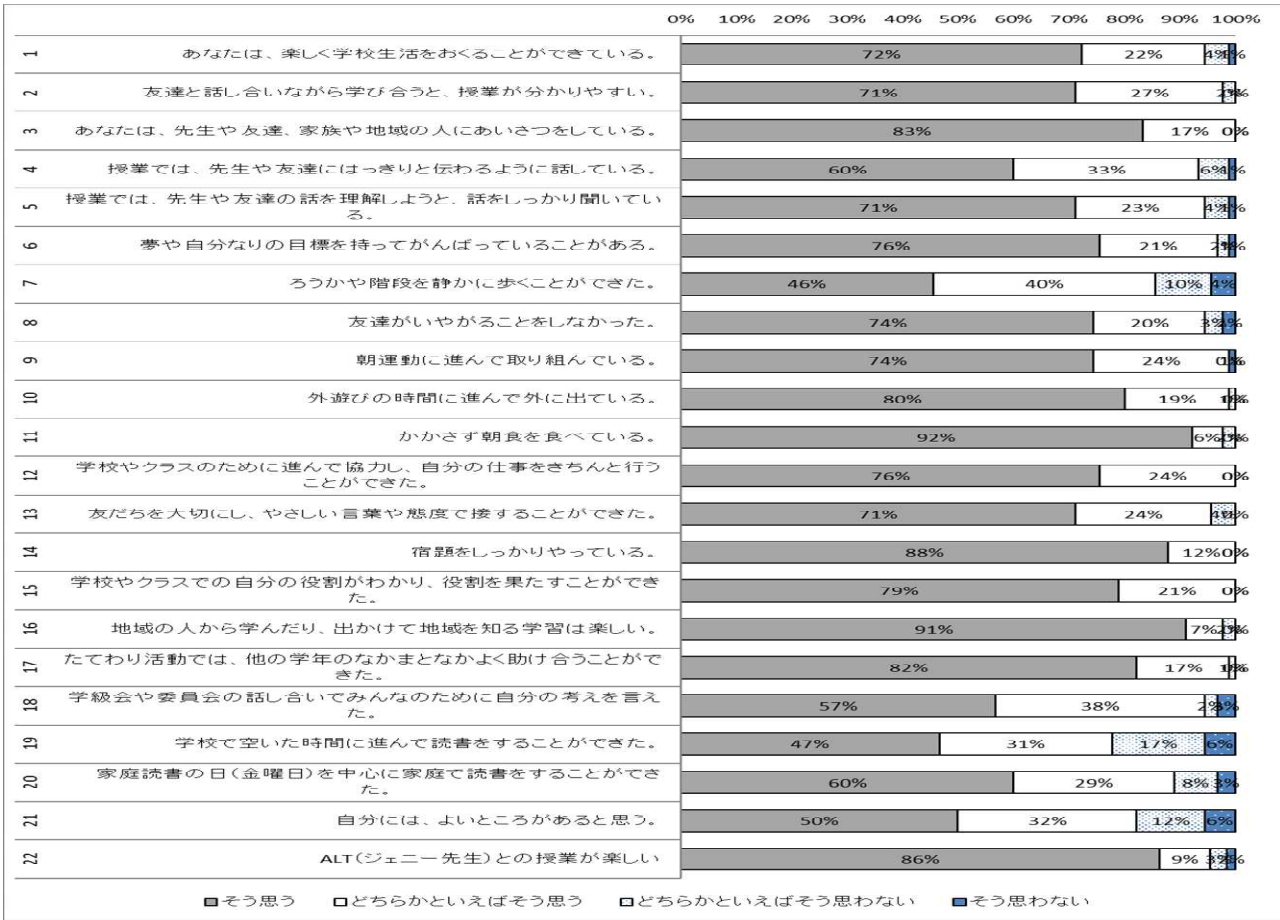 0% 10% 20% 30% 40% 50% 60% 70% 80% 90% 100%
1 あなたは、楽しく学校生活をおくることができている。 72% 22% 4%
2 友達と話し合いながら学び合うと、授業が分かりやすい。 71% 27%
3 あなたは、先生や友達、家族や地域の人にあいさつをしている。 83% 17% 0%
4 授業では、先生や友達にはっきりと伝わるように話している。 60% 33% 6%
5 授業では、先生や友達の話を理解しようと、話をしっかり聞いてい
る。 71% 23% 4%
6 夢や自分なりの目標を持ってがんばっていることがある。 76% 21%
7 ろうかや階段を静かに歩くことができた。 46% 40% 10% 4%
8 友達がいやがることをしなかった。 74% 20% 3%
9 朝運動に進んで取り組んでいる。 74% 24%
10 外遊びの時間に進んで外に出ている。 80% 19%
11 かかさず朝食を食べている。 92% 6%
12 学校やクラスのために進んで協力し、自分の仕事をきちんと行う
ことができた。 76% 24% 0%
13 友だちを大切にし、やさしい言葉や態度で接することができた。 71% 24% 4%
14 宿題をしっかりやっている。 88% 12% 0%
15 学校やクラスでの自分の役割がわかり、役割を果たすことができ
た。 79% 21% 0%
16 地域の人から学んだり、出かけて地域を知る学習は楽しい。 91% 7%
17 たてわり活動では、他の学年のなかまとなかよく助け合うことがで
きた。 82% 17%
18 学級会や委員会の話し合いでみんなのために自分の考えを言え
た。 57% 38% 2% 3%
19 学校で空いた時間に進んで読書をすることができた。 47% 31% 17% 6%
20 家庭読書の日(金曜日)を中心に家庭で読書をすることができ
た。 60% 29% 8% 3%
21 自分には、よいところがあると思う。 50% 32% 12% 6%
22 ALT(ジェニー先生)との授業が楽しい 86% 9% 3%
そう思う どちらかといえばそう思う どちらかといえばそう思わない そう思わない